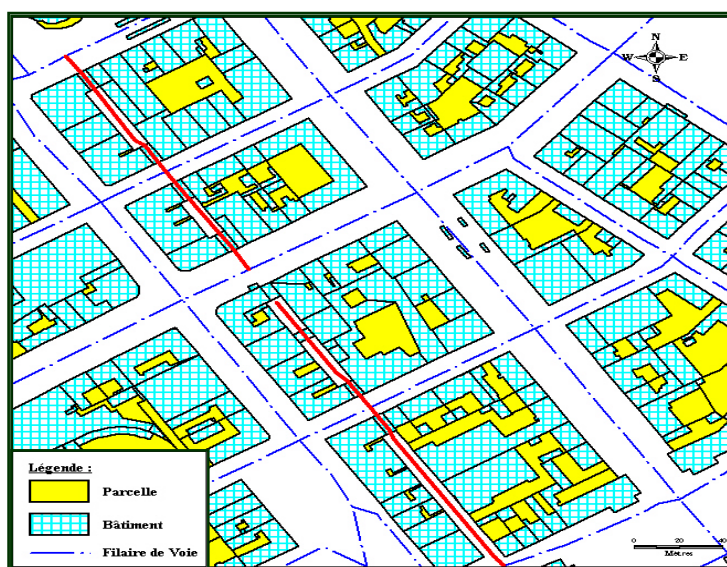 N
W E
S
Légende :
Parcelle
Bâtiment
Filaire de Voie
0 20 40
Mètres